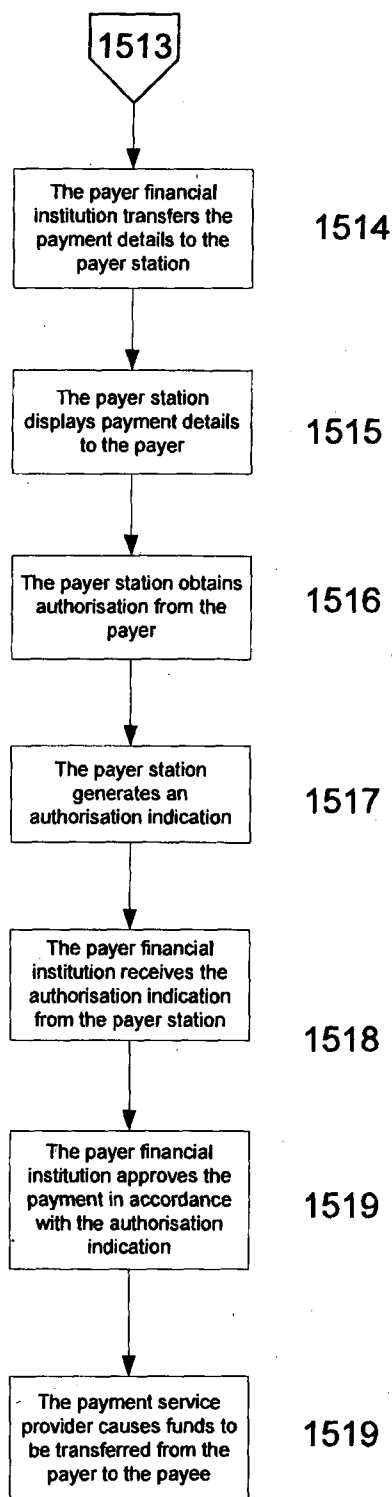 1513
The payer financial
institution transfers the
payment details to the
payer station
1514
The payer station
displays payment details
to the payer
1515
The payer station obtains
authorisation from the
payer
1516
The payer station
generates an
authorisation indication
1517
The payer financial
institution receives the
authorisation indication
from the payer station
1518
The payer financial
institution approves the
payment in accordance
with the authorisation
indication
1519
The payment service
provider causes funds to
be transferred from the
payer to the payee
1519